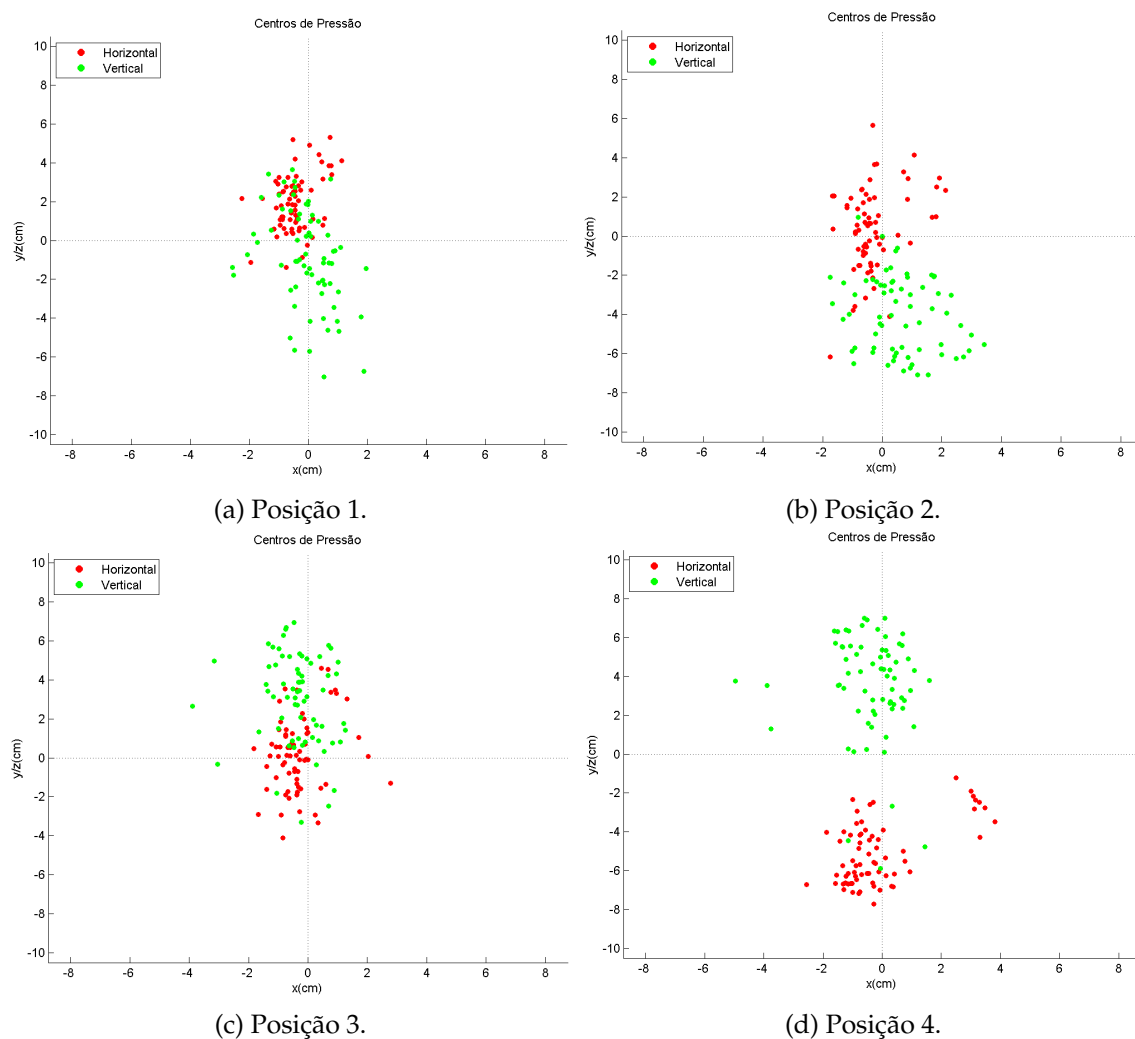 Centros de Pressão
Horizontal
Vertical
10
8
6
4
2
0
-2
-4
-6
-8
-10
y/z(cm)
-8 -6 -4 -2 0 2 4 6 8
x(cm)
(a) Posição 1.
Centros de Pressão
Horizontal
Vertical
10
8
6
4
2
0
-2
-4
-6
-8
-10
y/z(cm)
-8 -6 -4 -2 0 2 4 6 8
x(cm)
(b) Posição 2.
Centros de Pressão
Horizontal
Vertical
10
8
6
4
2
0
-2
-4
-6
-8
-10
y/z(cm)
-8 -6 -4 -2 0 2 4 6 8
x(cm)
(c) Posição 3.
Centros de Pressão
Horizontal
Vertical
10
8
6
4
2
0
-2
-4
-6
-8
-10
y/z(cm)
-8 -6 -4 -2 0 2 4 6 8
x(cm)
(d) Posição 4.